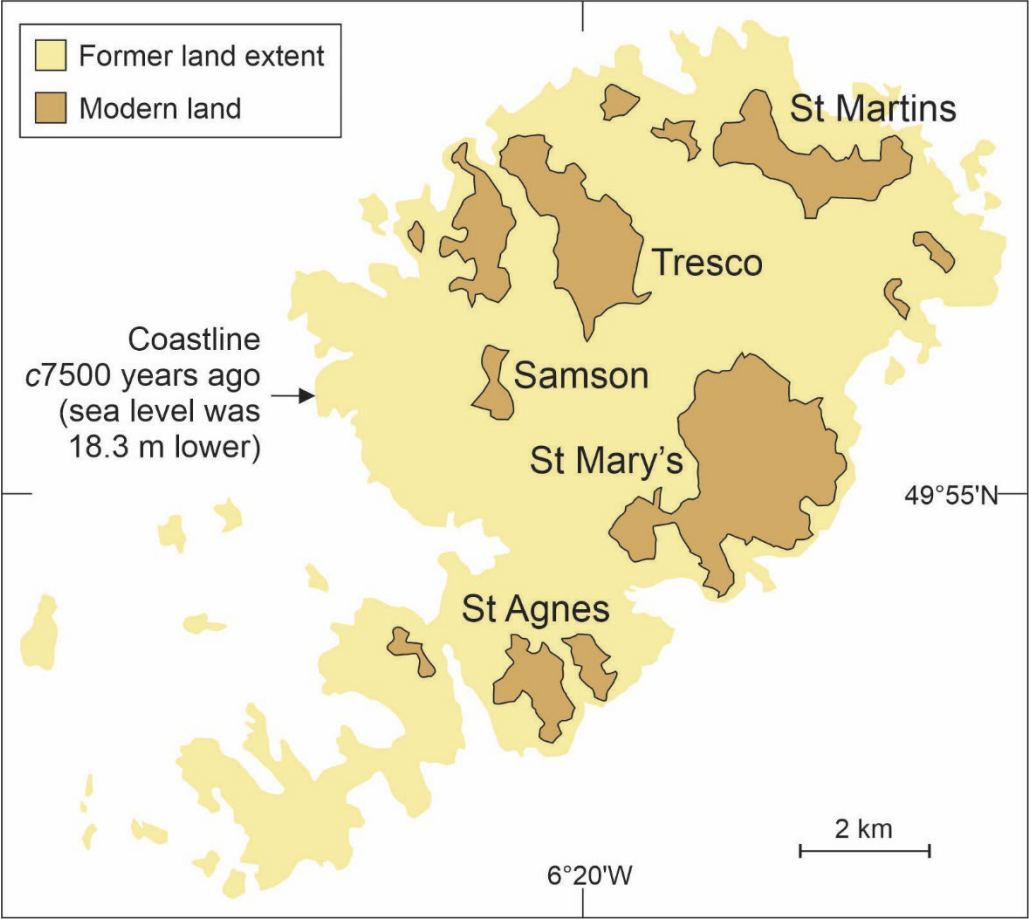 Former land extent
Modern land
St Martins
Tresco
Coastline
c7500 years ago
(sea level was
18.3 m lower)
Samson
St Mary's
49°55'N
St Agnes
2 km
6°20'W